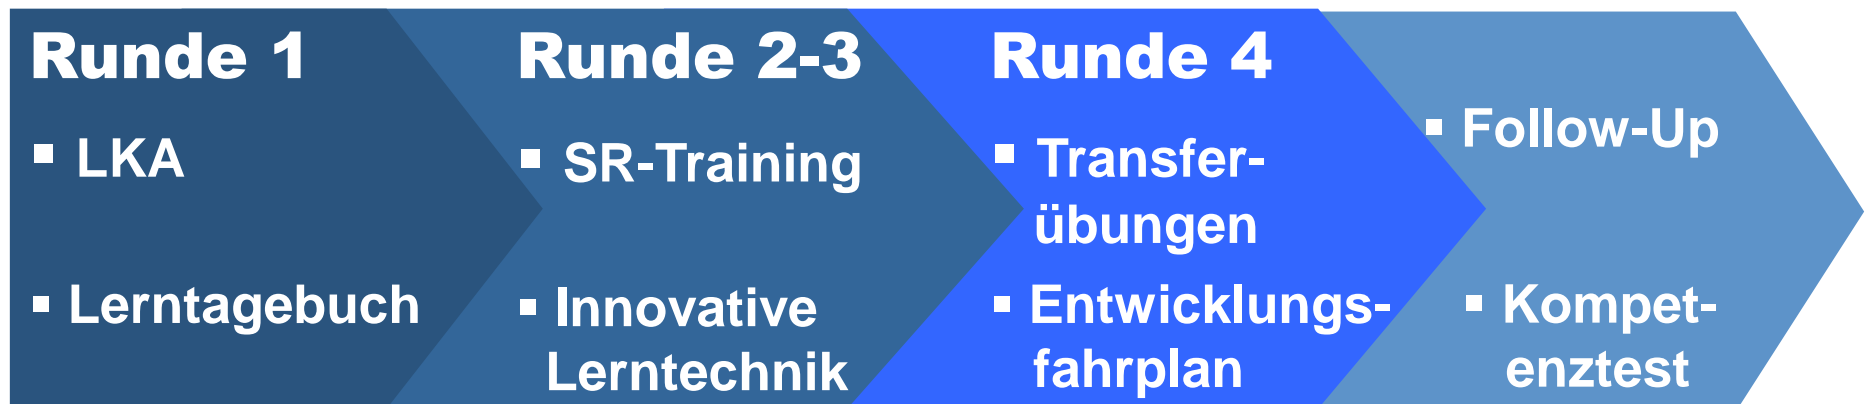 Runde 1
▪ LKA
▪ Lerntagebuch
Runde 2-3
▪ SR-Training
▪ Innovative
Lerntechnik
Runde 4
▪ Transfer-
übungen
▪ Entwicklungs-
fahrplan
▪ Follow-Up
▪ Kompet-
enztest